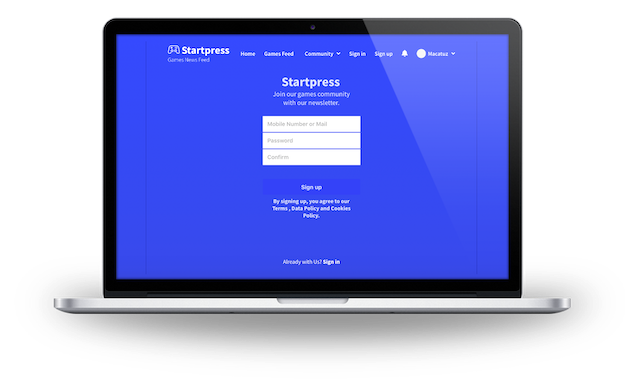 Startpress
Games News Feed
Home Games Feed Community Sign in Sign up Macatuz
Startpress
Join our games community
with our newsletter.
Mobile Number or Mail
Password
Confirm
Sign up
By signing up, you agree to our
Terms , Data Policy and Cookies
Policy.
Already with Us? Sign in